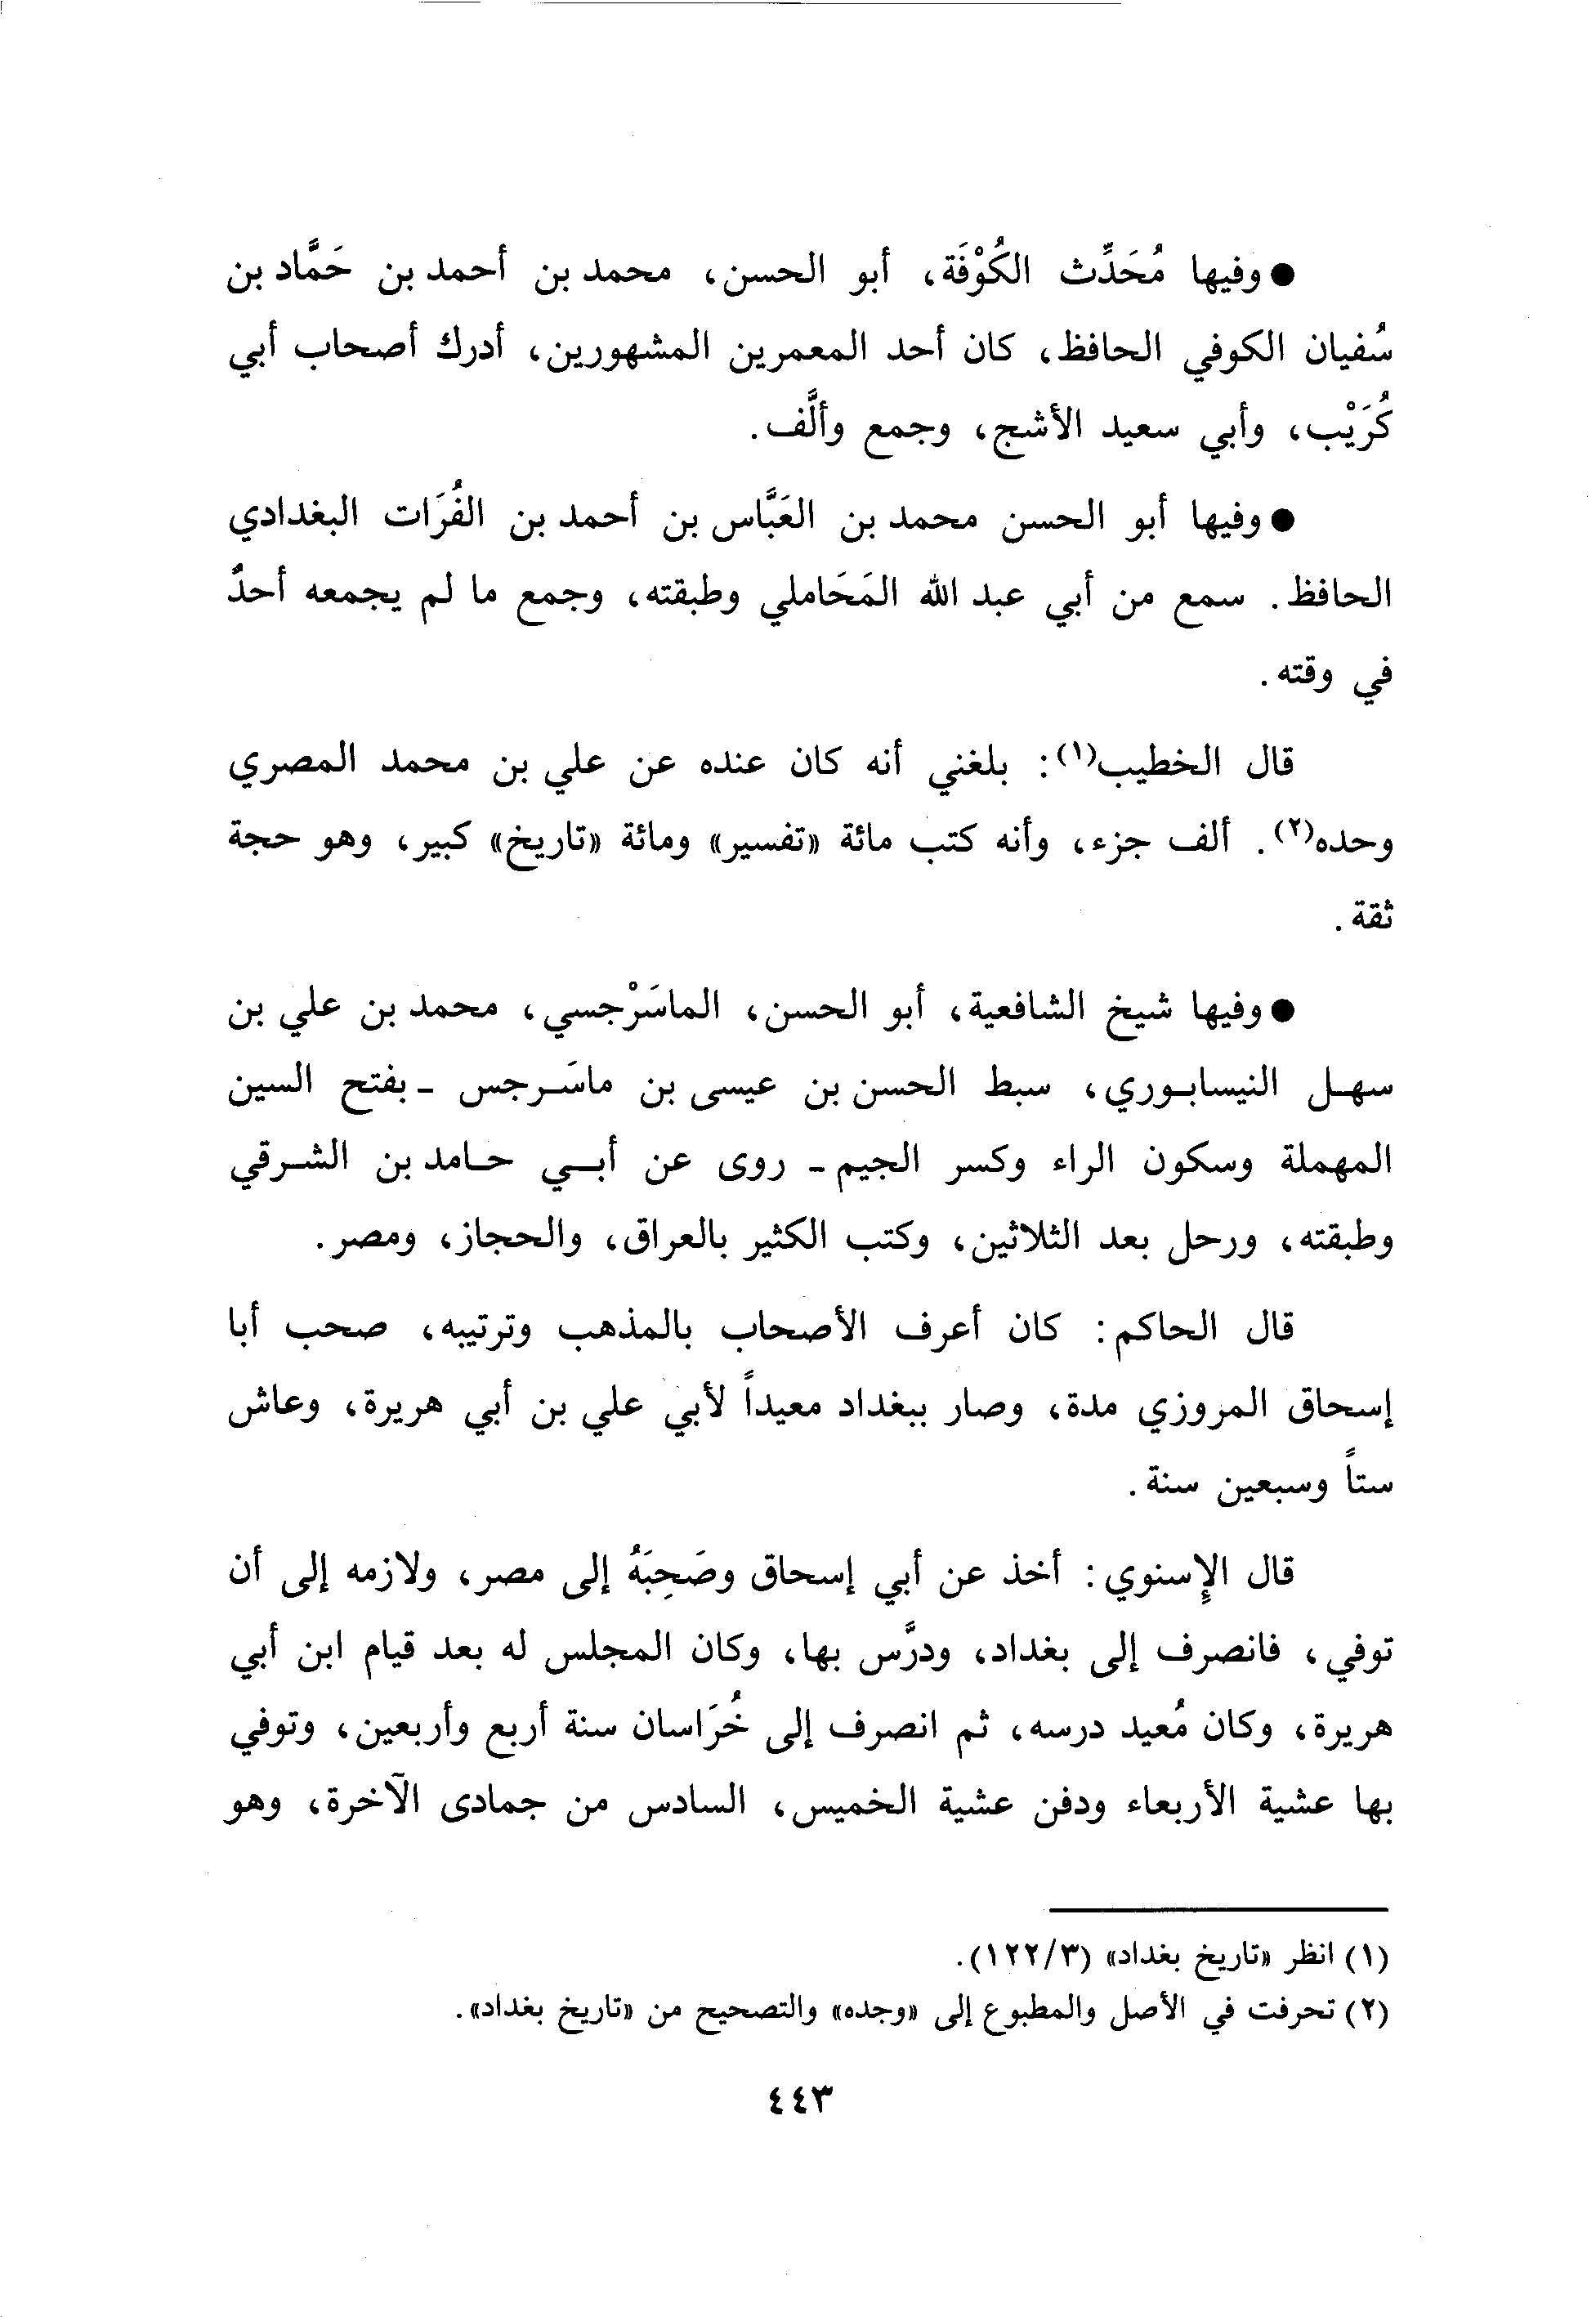 ● وفيها مُحَدِّث الكُوْفَة، أبو الحسن، محمد بن أحمد بن حَمَّاد بن
سُفيان الكوفي الحافظ، كان أحد المعمرين المشهورين، أدرك أصحاب أبي
كُرَيْب، وأبي سعيد الأشج، وجمع وألَّف.
● وفيها أبو الحسن محمد بن العَبَّاس بن أحمد بن الفُرَات البغدادي
الحافظ. سمع من أبي عبد الله المَحَاملي وطبقته، وجمع ما لم يجمعه أحدٌ
في وقته.
قال الخطيب(١): بلغني أنه كان عنده عن علي بن محمد المصري
وحده(٢). ألف جزء، وأنه كتب مائة «تفسير» ومائة «تاريخ» كبير، وهو حجة
ثقة.
● وفيها شيخ الشافعية، أبو الحسن، الماسَرْجسي، محمد بن علي بن
سهل النيسابوري، سبط الحسن بن عيسى بن ماسَرجس - بفتح السين
المهملة وسكون الراء وكسر الجيم - روى عن أبي حامد بن الشرقي
وطبقته، ورحل بعد الثلاثين، وكتب الكثير بالعراق، والحجاز، ومصر.
قال الحاكم: كان أعرف الأصحاب بالمذهب وترتيبه، صحب أبا
إسحاق المروزي مدة، وصار ببغداد معيداً لأبي علي بن أبي هريرة، وعاش
ستاً وسبعين سنة.
قال الإِسنوي: أخذ عن أبي إسحاق وصَحِبَهُ إلى مصر، ولازمه إلى أن
توفي، فانصرف إلى بغداد، ودرَّس بها، وكان المجلس له بعد قيام ابن أبي
هريرة، وكان مُعيد درسه، ثم انصرف إلى خُرَاسان سنة أربع وأربعين، وتوفي
بها عشية الأربعاء ودفن عشية الخميس، السادس من جمادى الآخرة، وهو
(١) انظر «تاريخ بغداد» (٣/١٢٢).
(٢) تحرفت في الأصل والمطبوع إلى «وجده» والتصحيح من «تاريخ بغداد».
٤٤٣